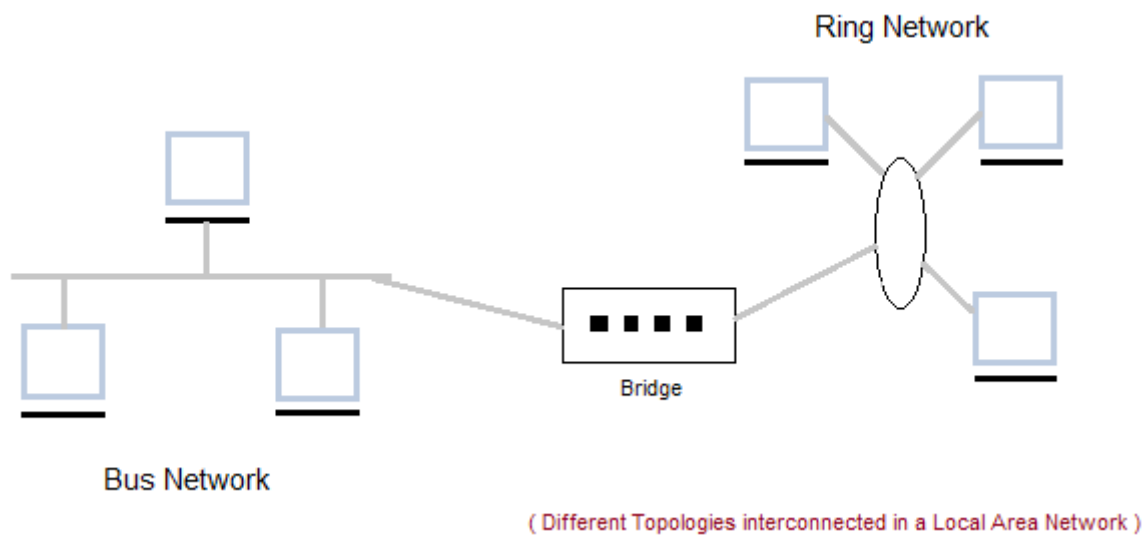 Ring Network
Bridge
Bus Network
( Different Topologies interconnected in a Local Area Network )